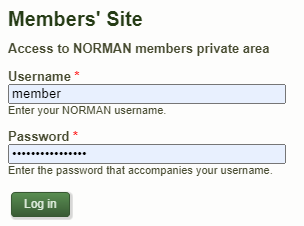 Members' Site
Access to NORMAN members private area
Username *
member
Enter your NORMAN username.
Password *
••••••••••••••••
Enter the password that accompanies your username.
Log in